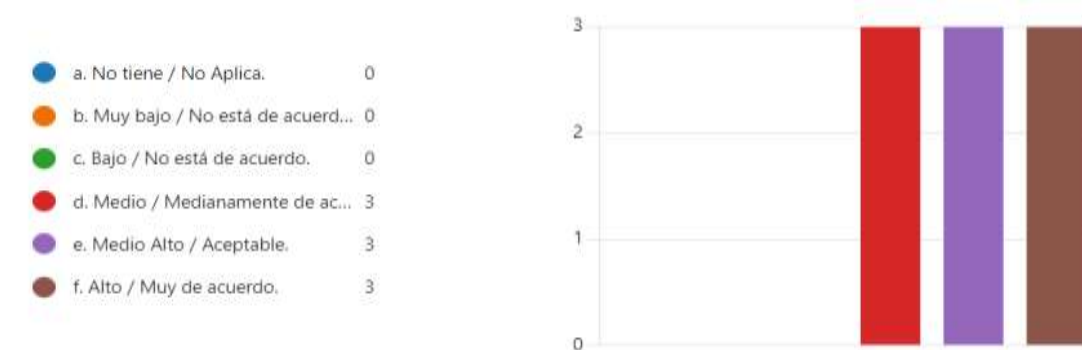 a. No tiene / No Aplica. 0
b. Muy bajo / No está de acuerd... 0
c. Bajo / No está de acuerdo. 0
d. Medio / Medianamente de ac... 3
e. Medio Alto / Aceptable. 3
f. Alto / Muy de acuerdo. 3
3
2
1
0